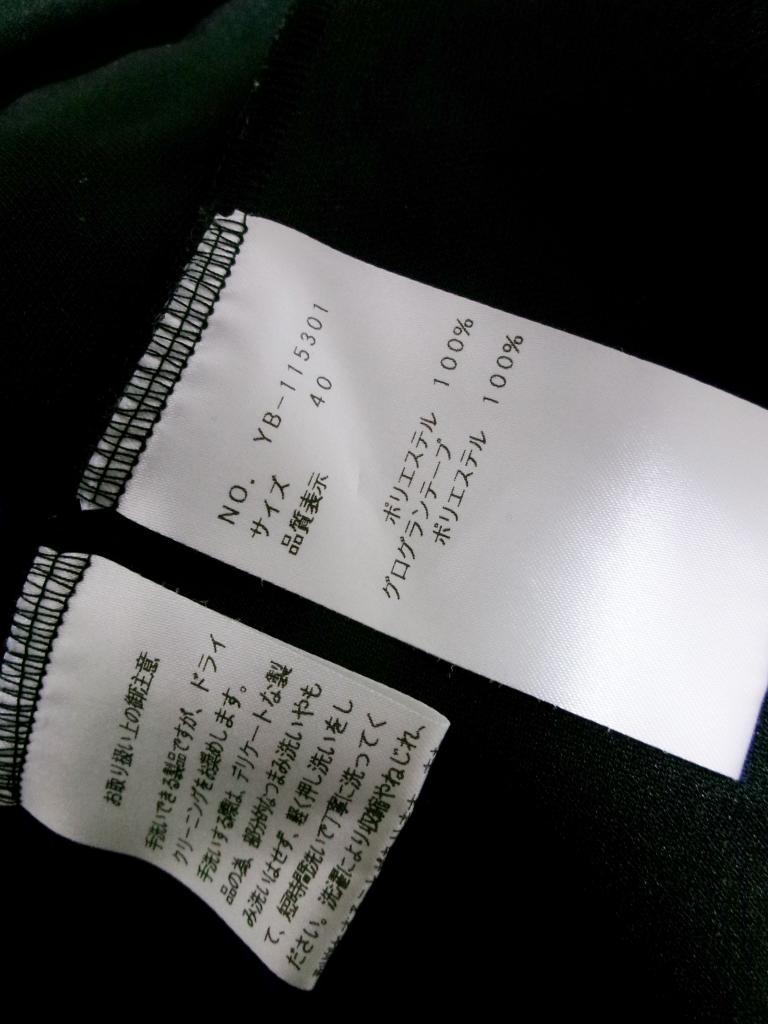 NO. YB-115301
サイズ 40
品質表示
ポリエステル 100%
グログランテープ
ポリエステル 100%
お取り扱い上の御注意
手洗いできる製品ですが、ドライ
クリーニングをお奨めします。
手洗いする際は、デリケートな製
品の為、部分的なつまみ洗いやも
み洗いはせず、軽く押し洗いをし
て、短時間洗いで丁寧に洗ってく
ださい。洗濯により収縮やねじれ、